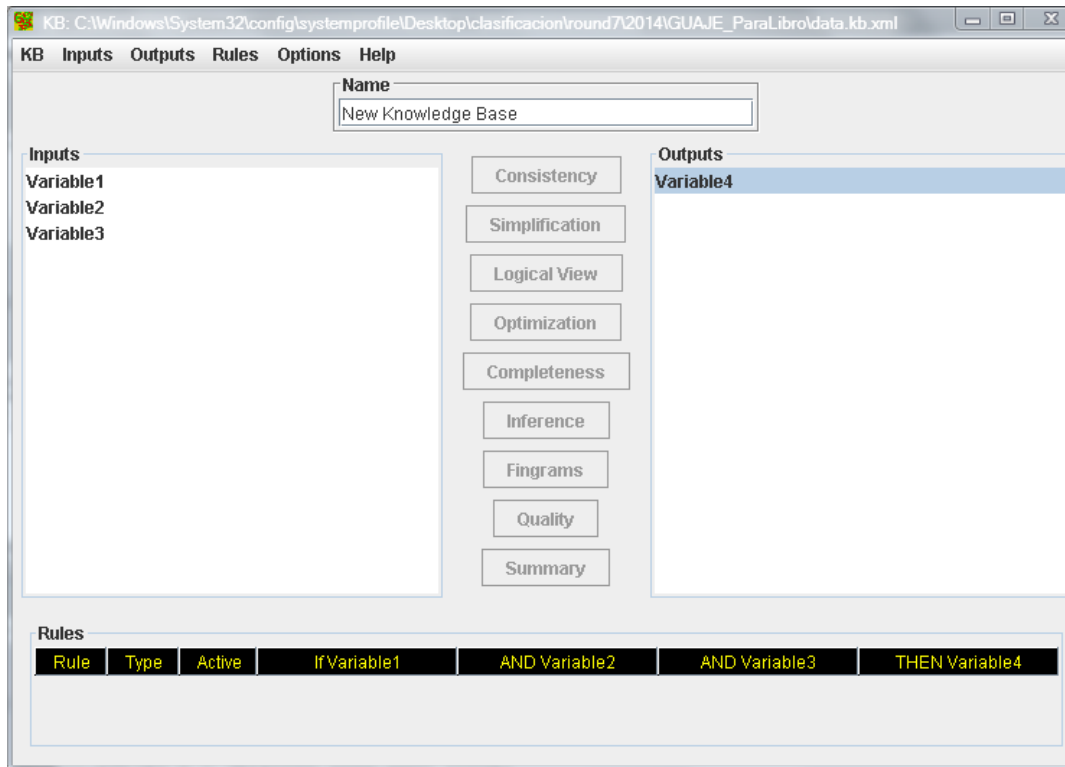 KB: C:\Windows\System32\config\systemprofile\Desktop\clasificacion\round7\2014\GUAJE_ParaLibro\data.kb.xml
KB Inputs Outputs Rules Options Help
Name
New Knowledge Base
Inputs
Variable1
Variable2
Variable3
Consistency
Simplification
Logical View
Optimization
Completeness
Inference
Fingrams
Quality
Summary
Outputs
Variable4
Rules
Rule Type Active If Variable1 AND Variable2 AND Variable3 THEN Variable4